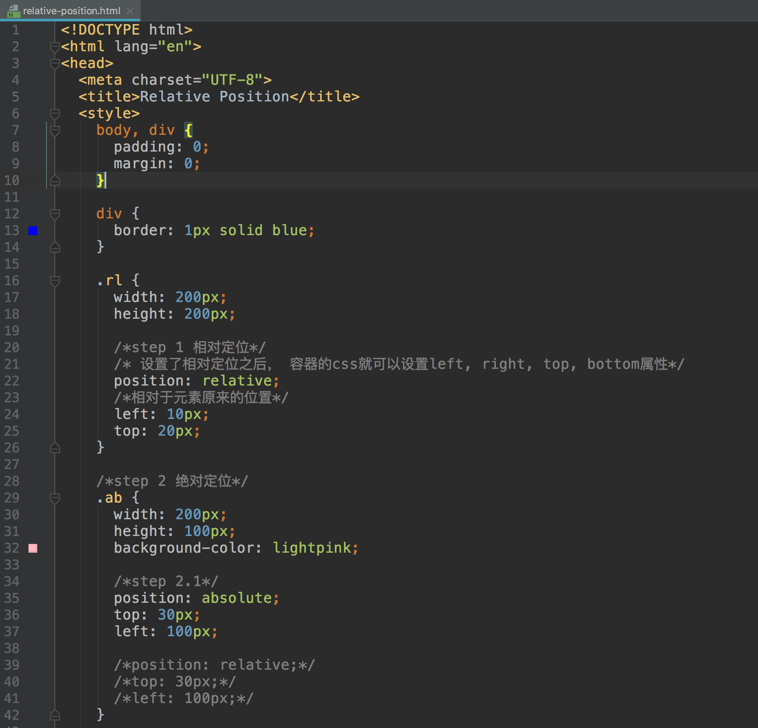 relative-position.html ×
1 <!DOCTYPE html>
2 <html lang="en">
3 <head>
4 <meta charset="UTF-8">
5 <title>Relative Position</title>
6 <style>
7 body, div {
8 padding: 0;
9 margin: 0;
10 }
11
12 div {
13 border: 1px solid blue;
14 }
15
16 .rl {
17 width: 200px;
18 height: 200px;
19
20 /*step 1 相对定位*/
21 /* 设置了相对定位之后， 容器的css就可以设置left, right, top, bottom属性*/
22 position: relative;
23 /*相对于元素原来的位置*/
24 left: 10px;
25 top: 20px;
26 }
27
28 /*step 2 绝对定位*/
29 .ab {
30 width: 200px;
31 height: 100px;
32 background-color: lightpink;
33
34 /*step 2.1*/
35 position: absolute;
36 top: 30px;
37 left: 100px;
38
39 /*position: relative;*/
40 /*top: 30px;*/
41 /*left: 100px;*/
42 }